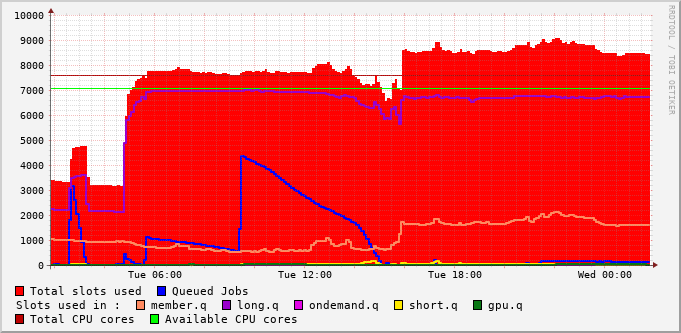 10000
9000
8000
7000
6000
5000
4000
3000
2000
1000
0
Tue 06:00 Tue 12:00 Tue 18:00 Wed 00:00
RRDTOOL / TOBI OETIKER
Total slots used Queued Jobs
Slots used in : member.q long.q ondemand.q short.q gpu.q
Total CPU cores Available CPU cores